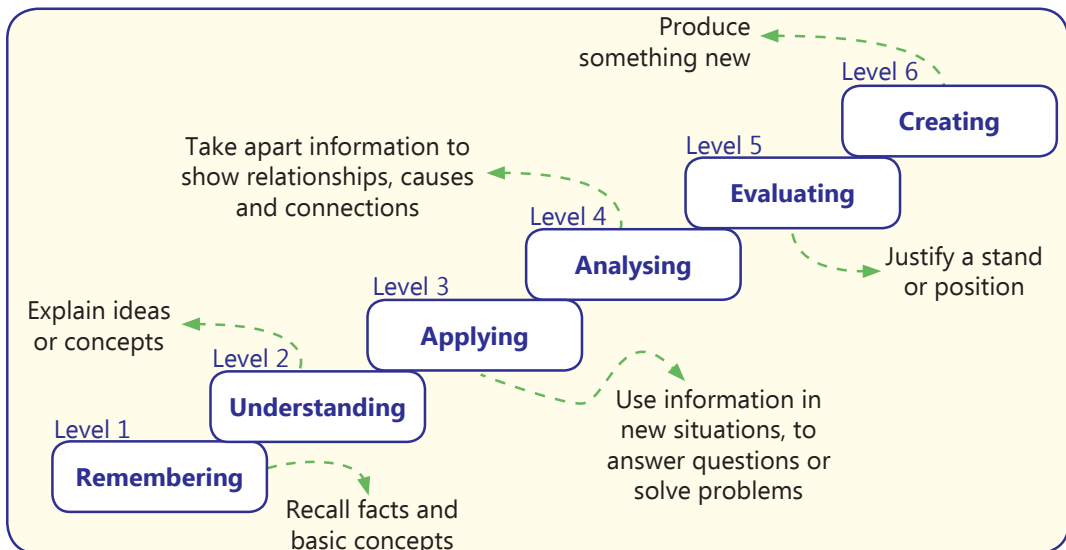 Produce
something new
Level 6
Creating
Take apart information to
show relationships, causes
and connections
Level 5
Evaluating
Level 4
Analysing
Justify a stand
or position
Level 3
Applying
Explain ideas
or concepts
Level 2
Understanding
Use information in
new situations, to
answer questions or
solve problems
Level 1
Remembering
Recall facts and
basic concepts